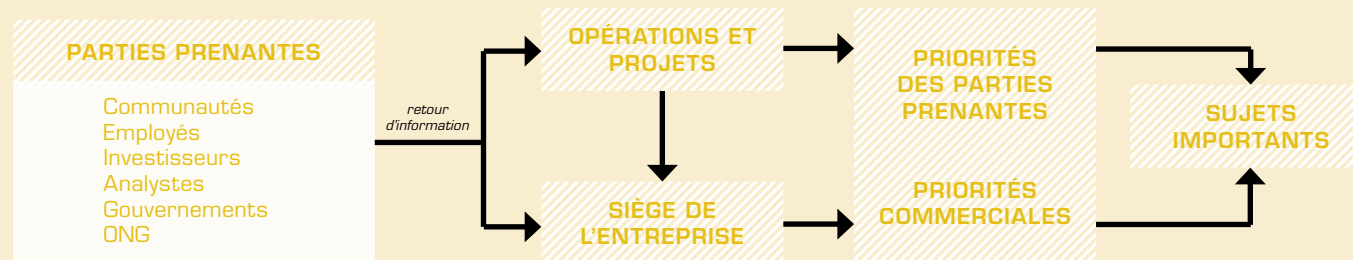 PARTIES PRENANTES
Communautés
Employés
Investisseurs
Analystes
Gouvernements
ONG
retour
d'information
OPÉRATIONS ET
PROJETS
SIÈGE DE
L'ENTREPRISE
PRIORITÉS
DES PARTIES
PRENANTES
PRIORITÉS
COMMERCIALES
SUJETS
IMPORTANTS